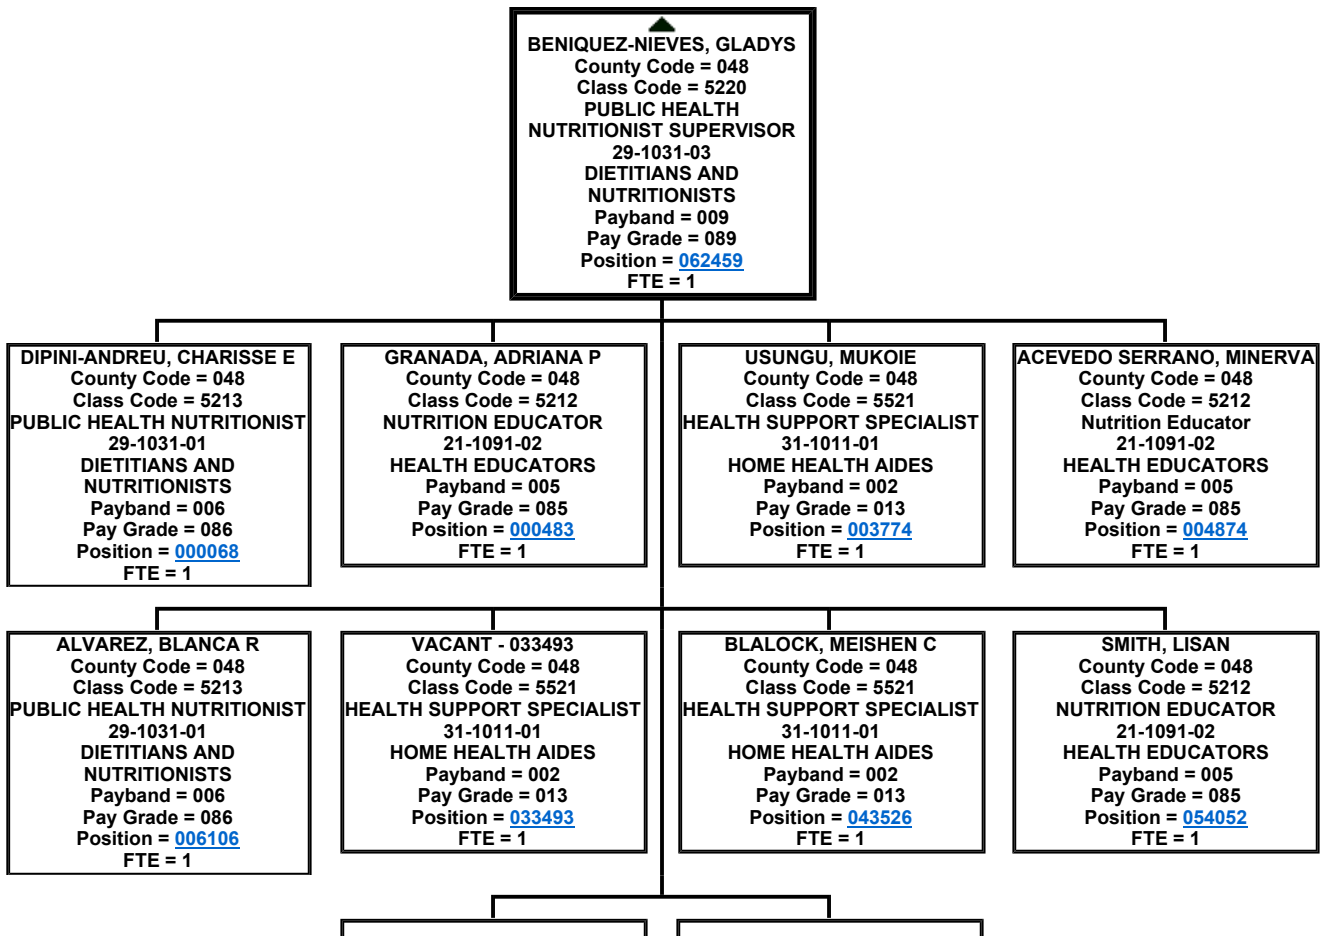 BENIQUEZ-NIEVES, GLADYS
County Code = 048
Class Code = 5220
PUBLIC HEALTH
NUTRITIONIST SUPERVISOR
29-1031-03
DIETITIANS AND
NUTRITIONISTS
Payband = 009
Pay Grade = 089
Position = 062459
FTE = 1
DIPINI-ANDREU, CHARISSE E
County Code = 048
Class Code = 5213
PUBLIC HEALTH NUTRITIONIST
29-1031-01
DIETITIANS AND
NUTRITIONISTS
Payband = 006
Pay Grade = 086
Position = 000068
FTE = 1
GRANADA, ADRIANA P
County Code = 048
Class Code = 5212
NUTRITION EDUCATOR
21-1091-02
HEALTH EDUCATORS
Payband = 005
Pay Grade = 085
Position = 000483
FTE = 1
USUNGU, MUKOIE
County Code = 048
Class Code = 5521
HEALTH SUPPORT SPECIALIST
31-1011-01
HOME HEALTH AIDES
Payband = 002
Pay Grade = 013
Position = 003774
FTE = 1
ACEVEDO SERRANO, MINERVA
County Code = 048
Class Code = 5212
Nutrition Educator
21-1091-02
HEALTH EDUCATORS
Payband = 005
Pay Grade = 085
Position = 004874
FTE = 1
ALVAREZ, BLANCA R
County Code = 048
Class Code = 5213
PUBLIC HEALTH NUTRITIONIST
29-1031-01
DIETITIANS AND
NUTRITIONISTS
Payband = 006
Pay Grade = 086
Position = 006106
FTE = 1
VACANT - 033493
County Code = 048
Class Code = 5521
HEALTH SUPPORT SPECIALIST
31-1011-01
HOME HEALTH AIDES
Payband = 002
Pay Grade = 013
Position = 033493
FTE = 1
BLALOCK, MEISHEN C
County Code = 048
Class Code = 5521
HEALTH SUPPORT SPECIALIST
31-1011-01
HOME HEALTH AIDES
Payband = 002
Pay Grade = 013
Position = 043526
FTE = 1
SMITH, LISAN
County Code = 048
Class Code = 5212
NUTRITION EDUCATOR
21-1091-02
HEALTH EDUCATORS
Payband = 005
Pay Grade = 085
Position = 054052
FTE = 1